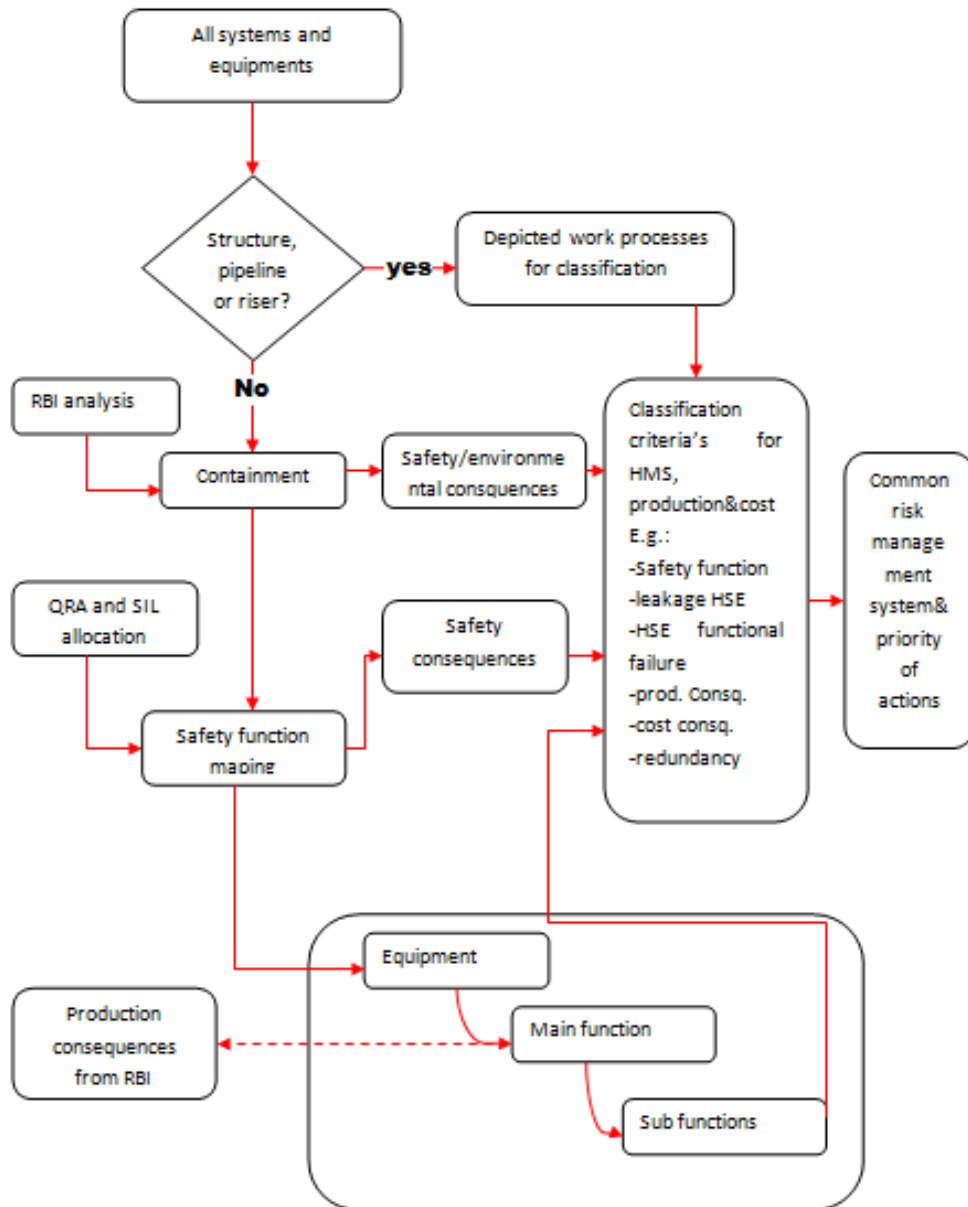 All systems and
equipments
Structure,
pipeline
or riser?
yes
Depicted work processes
for classification
No
RBI analysis
Containment
Safety/environme
ntal consquences
Classification
criteria's for
HMS,
production&cost
E.g.:
-Safety function
-leakage HSE
-HSE functional
failure
-prod. Consq.
-cost consq.
-redundancy
Common
risk
manage
ment
system&
priority
of
actions
QRA and SIL
allocation
Safety
consequences
Safety function
maping
Equipment
Main function
Sub functions
Production
consequences
from RBI